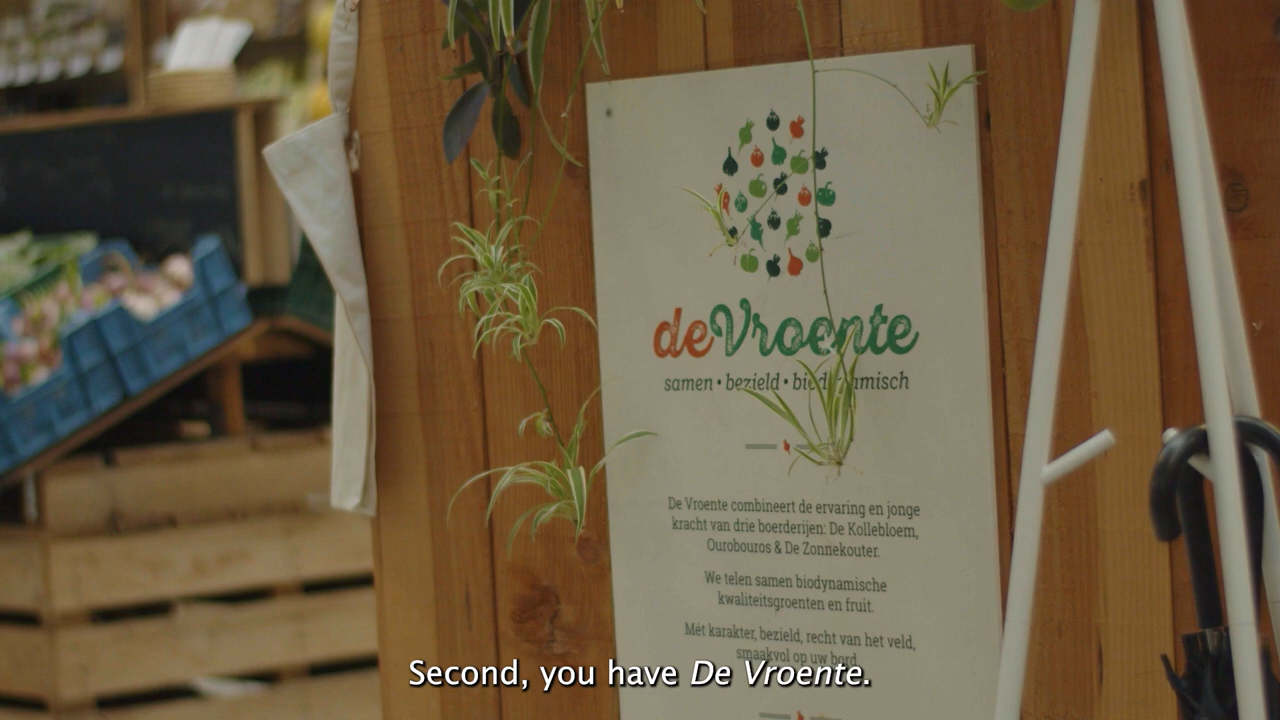 deVroente
samen • bezield • biodynamisch
De Vroente combineert de ervaring en jonge
kracht van drie boerderijen: De Kollebloem,
Ourobouros & De Zonnekouter.
We telen samen biodynamische
kwaliteitsgroenten en fruit.
Mét karakter, bezield, recht van het veld,
smaakvol op uw bord.
Second, you have De Vroente.